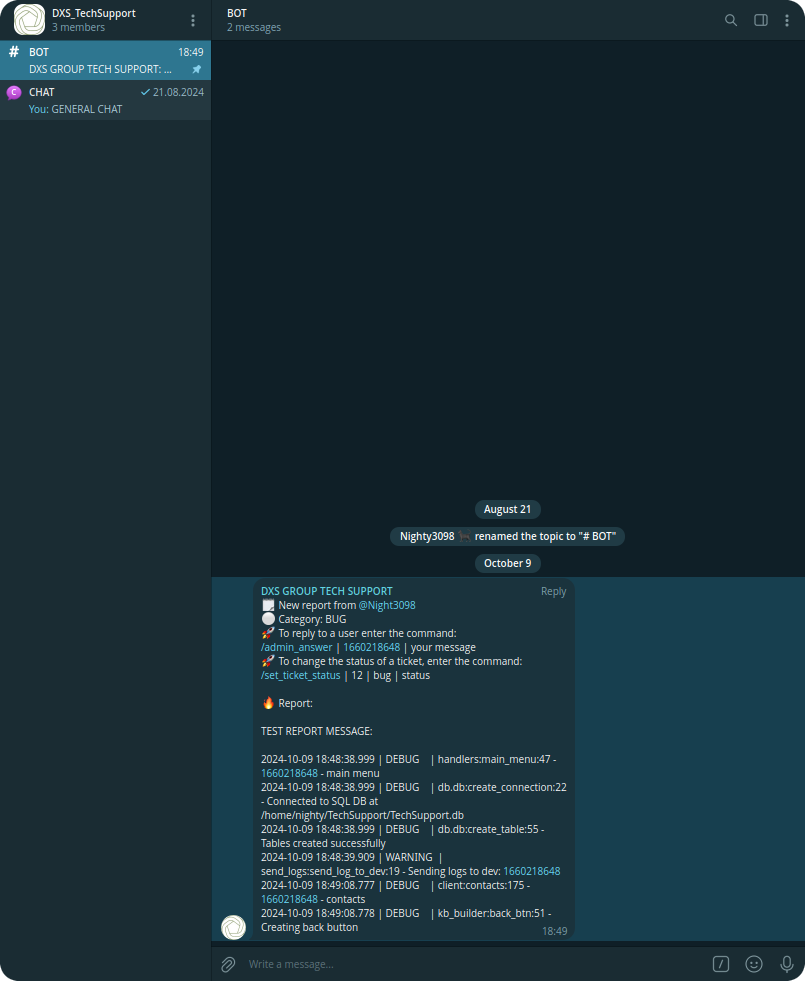 DXS_TechSupport
3 members
# BOT 18:49
DXS GROUP TECH SUPPORT: ...
C CHAT 21.08.2024
You: GENERAL CHAT
BOT
2 messages
August 21
Nighty3098 renamed the topic to "# BOT"
October 9
DXS GROUP TECH SUPPORT Reply
New report from @Night3098
Category: BUG
To reply to a user enter the command:
/admin_answer | 1660218648 | your message
To change the status of a ticket, enter the command:
/set_ticket_status | 12 | bug | status
Report:
TEST REPORT MESSAGE:
2024-10-09 18:48:38.999 | DEBUG | handlers:main_menu:47 -
1660218648 - main menu
2024-10-09 18:48:38.999 | DEBUG | db.db:create_connection:22
- Connected to SQL DB at
/home/nighty/TechSupport/TechSupport.db
2024-10-09 18:48:38.999 | DEBUG | db.db:create_table:55 -
Tables created successfully
2024-10-09 18:48:39.909 | WARNING |
send_logs:send_log_to_dev:19 - Sending logs to dev: 1660218648
2024-10-09 18:49:08.777 | DEBUG | client:contacts:175 -
1660218648 - contacts
2024-10-09 18:49:08.778 | DEBUG | kb_builder:back_btn:51 -
Creating back button
18:49
Write a message...